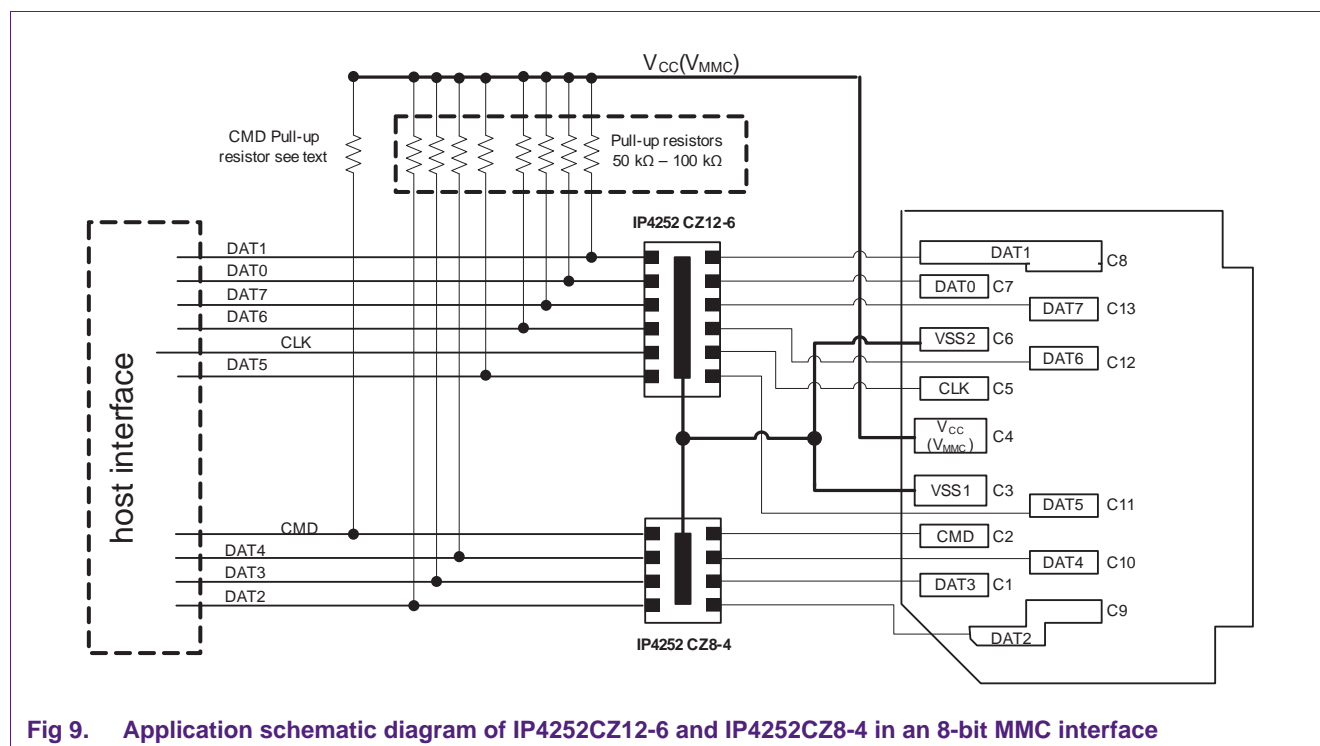 VCC(VMMC)
CMD Pull-up
resistor see text
Pull-up resistors
50 kΩ – 100 kΩ
IP4252 CZ12-6
host interface
DAT1
DAT0
DAT7
DAT6
CLK
DAT5
CMD
DAT4
DAT3
DAT2
IP4252 CZ8-4
DAT1 C8
DAT0 C7
DAT7 C13
VSS2 C6
DAT6 C12
CLK C5
VCC
(VMMC) C4
VSS1 C3
DAT5 C11
CMD C2
DAT4 C10
DAT3 C1
C9
DAT2
Fig 9. Application schematic diagram of IP4252CZ12-6 and IP4252CZ8-4 in an 8-bit MMC interface